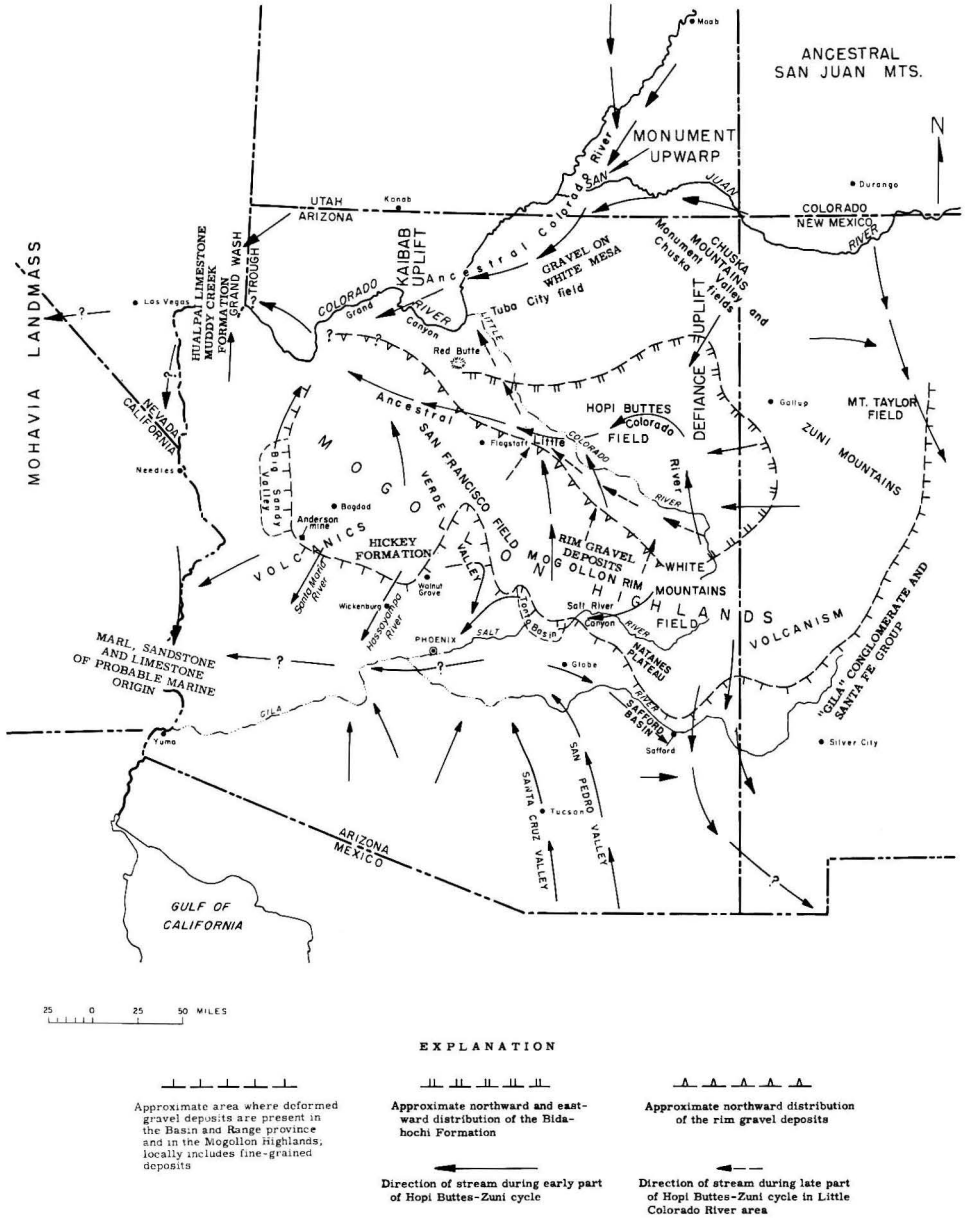 Moab
ANCESTRAL
SAN JUAN MTS.
N
MONUMENT
UPWARP
SAN
JUAN
RIVER
Durango
Kanab
UTAH
ARIZONA
COLORADO
NEW MEXICO
Ancestral Colorado River
GRAVEL ON
WHITE MESA
CHUSKA
MOUNTAINS
Monument Valley and
Chuska
fields
MOHAVIA LANDMASS
Las Vegas
?
HUALPAI LIMESTONE
MUDDY CREEK
FORMATION
GRAND WASH
TROUGH
?
KAIBAB
UPLIFT
COLORADO
RIVER
Grand
Canyon
Tuba City field
LITTLE
COLORADO
RIVER
Red Butte
?
?
?
DEFIANCE UPLIFT
Gallup
MT. TAYLOR
FIELD
ZUNI MOUNTAINS
NEVADA
CALIFORNIA
Needles
Ancestral
Little
Colorado
River
HOPI BUTTES
FIELD
Flagstaff
SAN FRANCISCO FIELD
MOGOLLON
HIGHLANDS
Big Sandy
Valley
Bagdad
Anderson
mine
VOLCANICS
HICKEY
FORMATION
VERDE
VALLEY
Santa Maria
River
Wickenburg
Walnut
Grove
Hassayampa
River
RIM GRAVEL
DEPOSITS
MOGOLLON RIM
WHITE
MOUNTAINS
FIELD
VOLCANISM
Tonto Basin
Salt River
Canyon
SALT
RIVER
PHOENIX
Globe
NATANES
PLATEAU
MARL, SANDSTONE
AND LIMESTONE
OF PROBABLE MARINE
ORIGIN
?
?
GILA
RIVER
SAFFORD
BASIN
Safford
"GILA" CONGLOMERATE AND
SANTA FE GROUP
Silver City
Yuma
Tucson
SANTA CRUZ VALLEY
SAN PEDRO VALLEY
?
ARIZONA
MEXICO
GULF OF
CALIFORNIA
25 0 25 50 MILES
EXPLANATION
Approximate area where deformed
gravel deposits are present in
the Basin and Range province
and in the Mogollon Highlands;
locally includes fine-grained
deposits
Approximate northward and east-
ward distribution of the Bida-
hochi Formation
Direction of stream during early part
of Hopi Buttes-Zuni cycle
Approximate northward distribution
of the rim gravel deposits
Direction of stream during late part
of Hopi Buttes-Zuni cycle in Little
Colorado River area